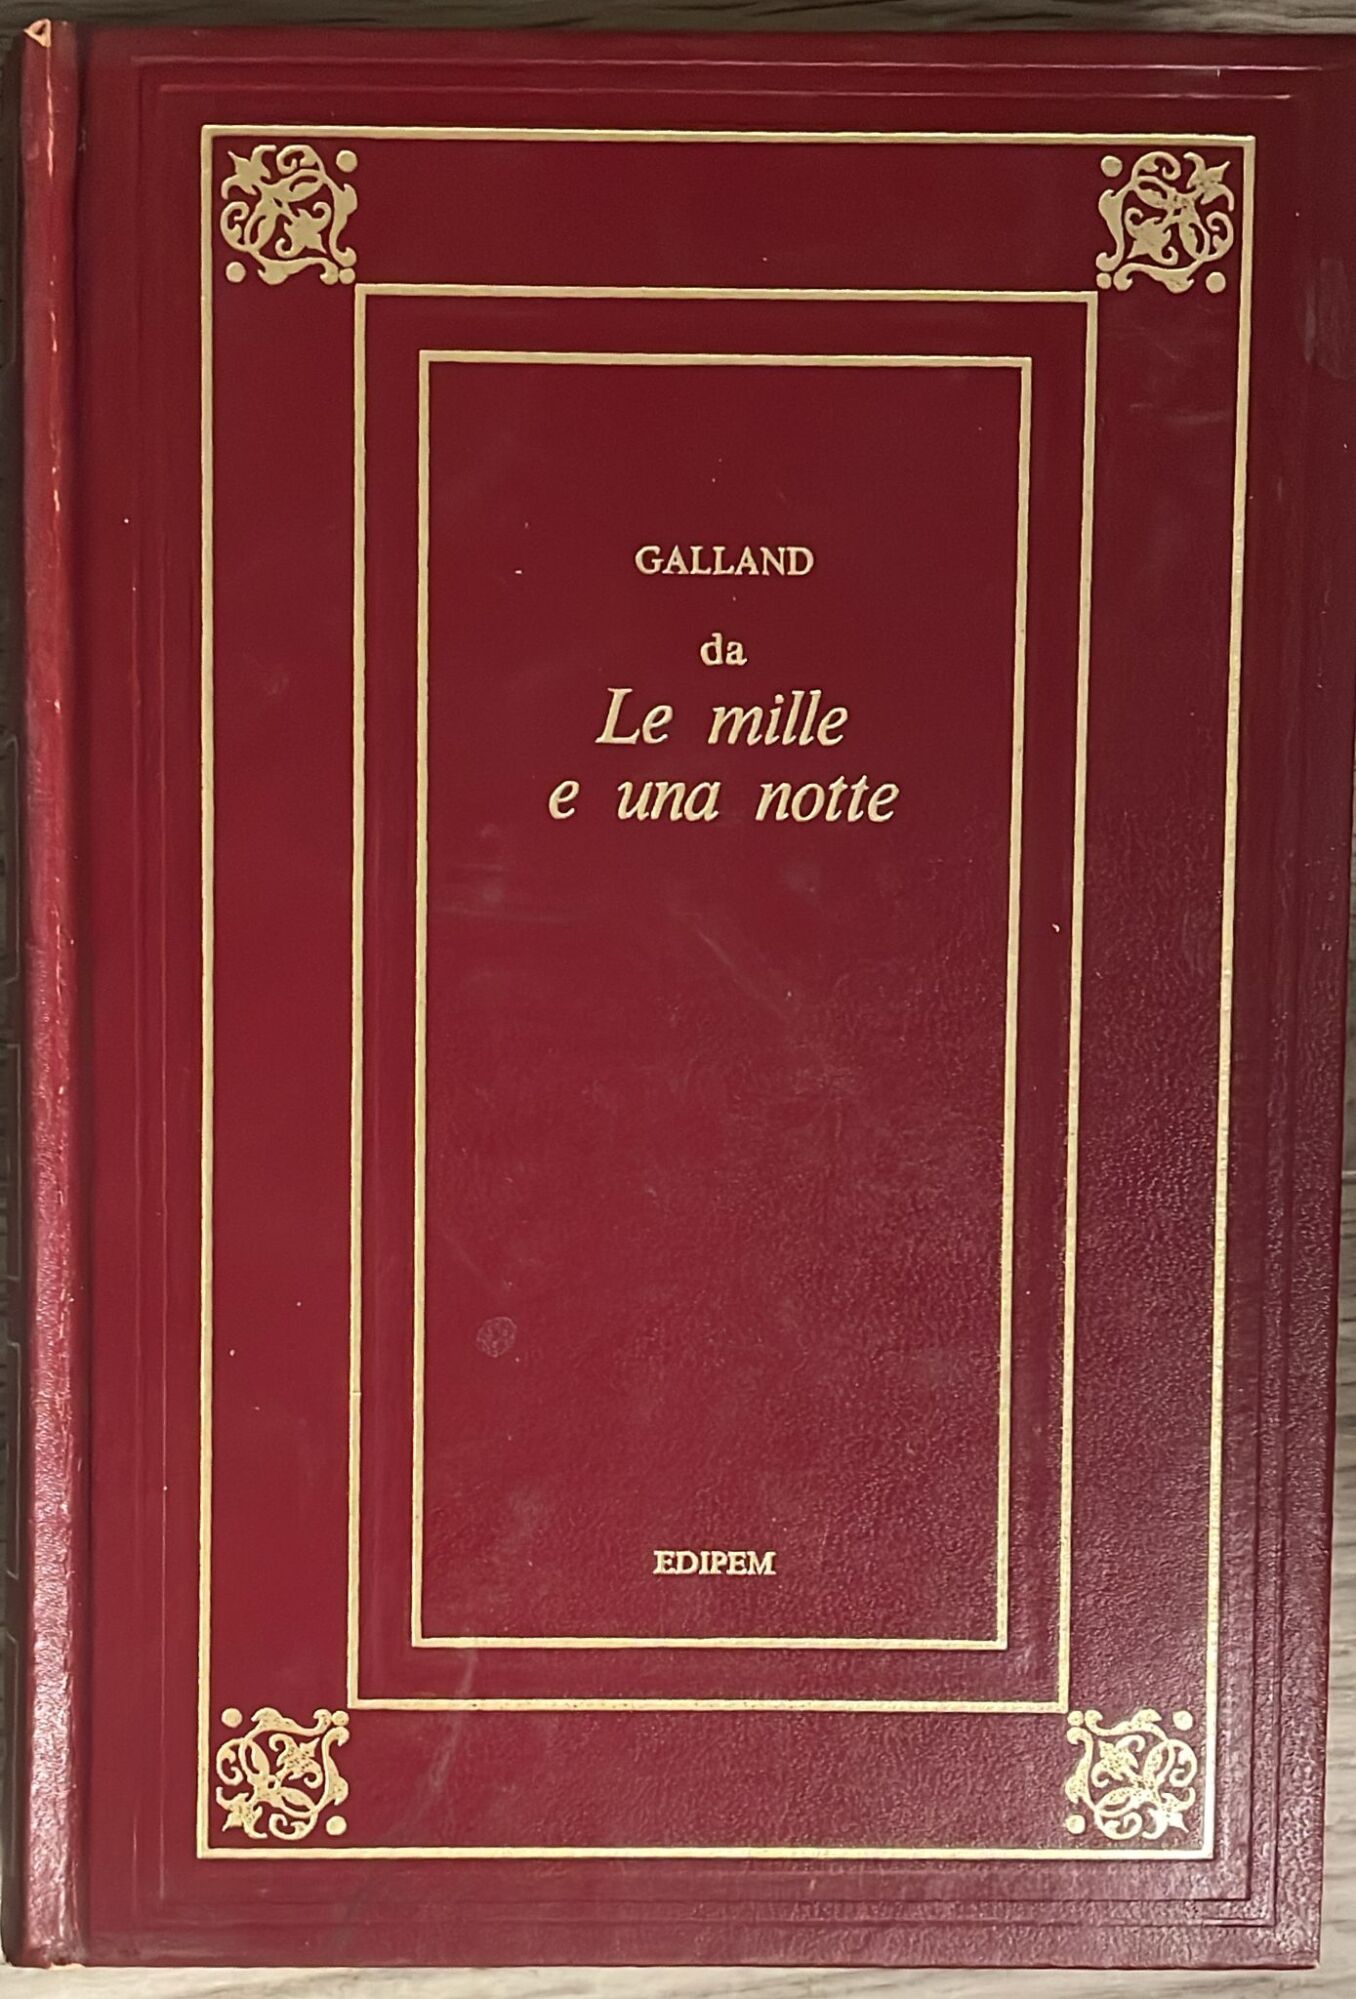 GALLAND
da
Le mille
e una notte
EDIPEM